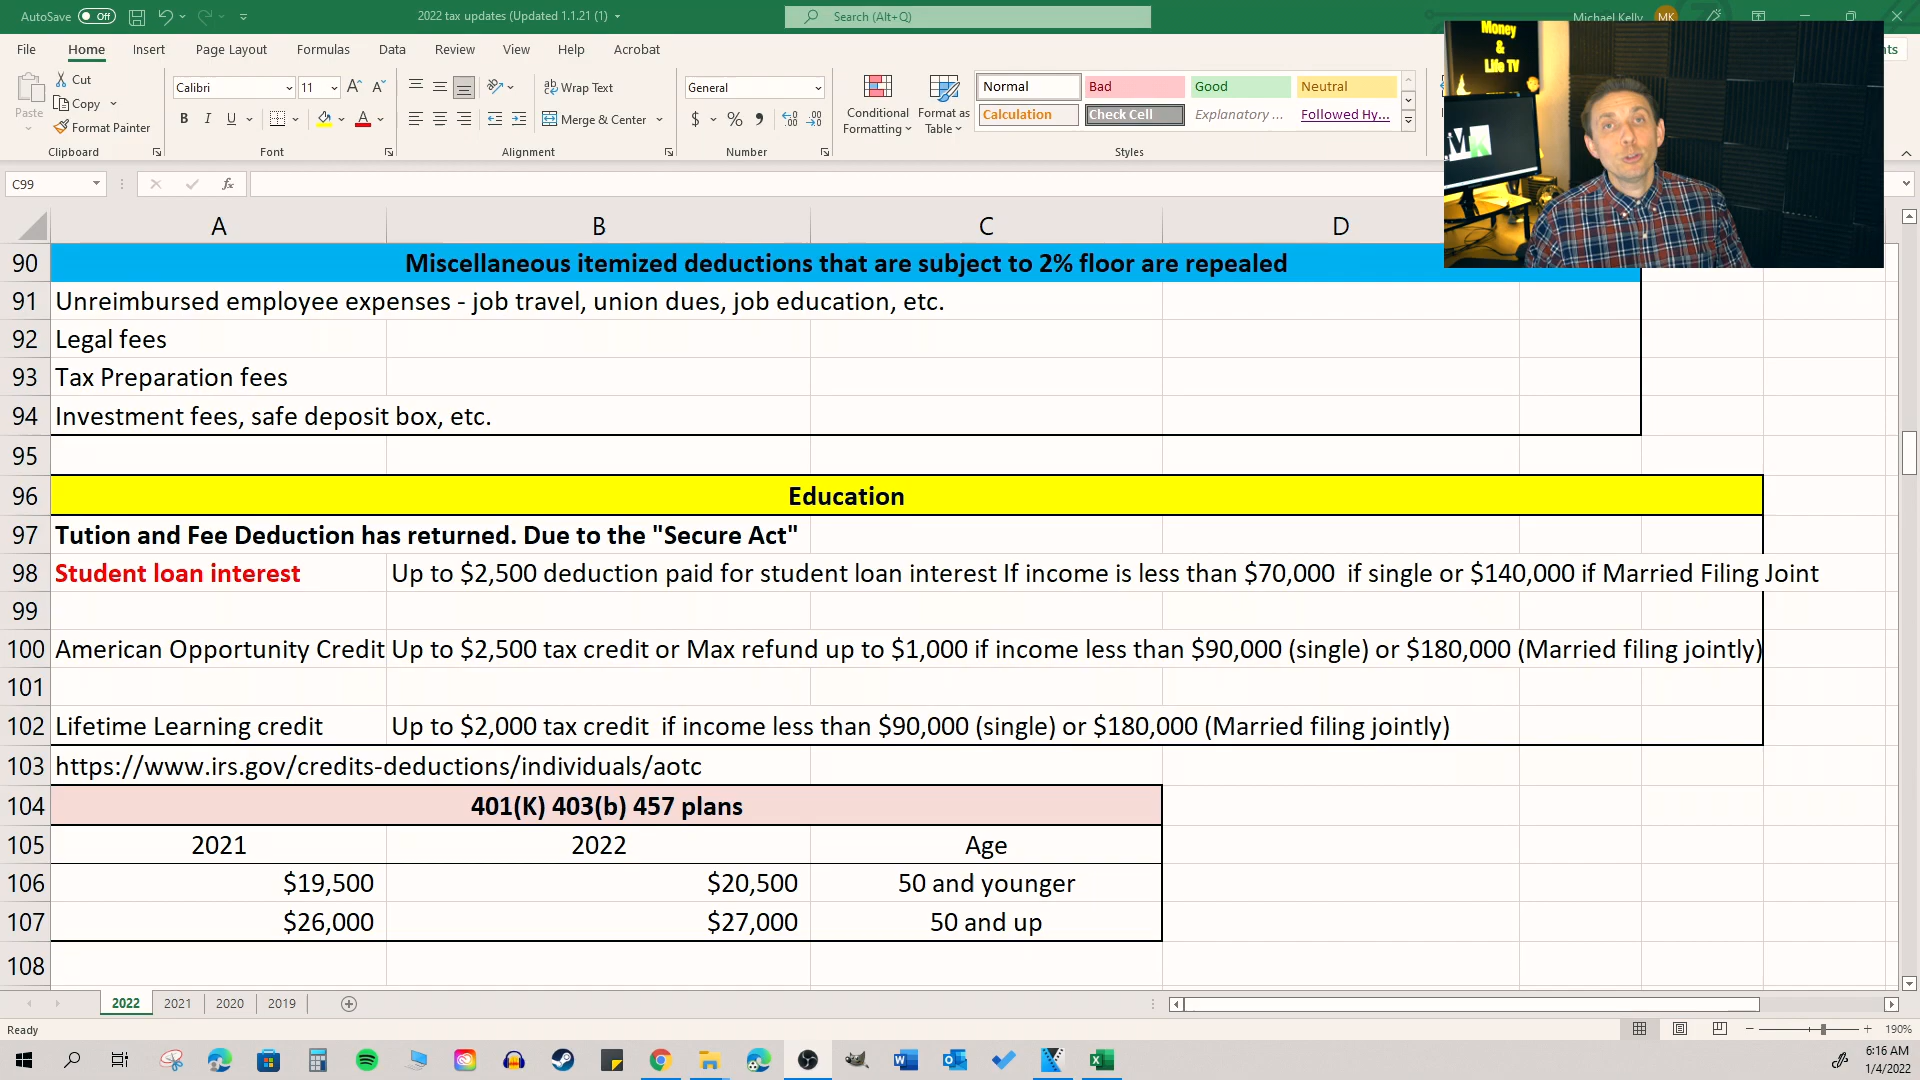 AutoSave Off
2022 tax updates (Updated 1.1.21 (1)
Search (Alt+Q)
Michael Kelly MK
File Home Insert Page Layout Formulas Data Review View Help Acrobat
Paste
Cut
Copy
Format Painter
Clipboard
Calibri 11
B I U
Font
Wrap Text
Merge & Center
Alignment
General
$ %
Number
Conditional Formatting
Format as Table
Normal Bad Good Neutral
Calculation Check Cell Explanatory ... Followed Hy...
Styles
Money
&
Life TV
C99
fx
A B C D
90 Miscellaneous itemized deductions that are subject to 2% floor are repealed
91 Unreimbursed employee expenses - job travel, union dues, job education, etc.
92 Legal fees
93 Tax Preparation fees
94 Investment fees, safe deposit box, etc.
95
96 Education
97 Tution and Fee Deduction has returned. Due to the "Secure Act"
98 Student loan interest Up to $2,500 deduction paid for student loan interest If income is less than $70,000 if single or $140,000 if Married Filing Joint
99
100 American Opportunity Credit Up to $2,500 tax credit or Max refund up to $1,000 if income less than $90,000 (single) or $180,000 (Married filing jointly)
101
102 Lifetime Learning credit Up to $2,000 tax credit if income less than $90,000 (single) or $180,000 (Married filing jointly)
103 https://www.irs.gov/credits-deductions/individuals/aotc
104 401(K) 403(b) 457 plans
105 2021 2022 Age
106 $19,500 $20,500 50 and younger
107 $26,000 $27,000 50 and up
108
2022 2021 2020 2019
Ready
190%
6:16 AM
1/4/2022